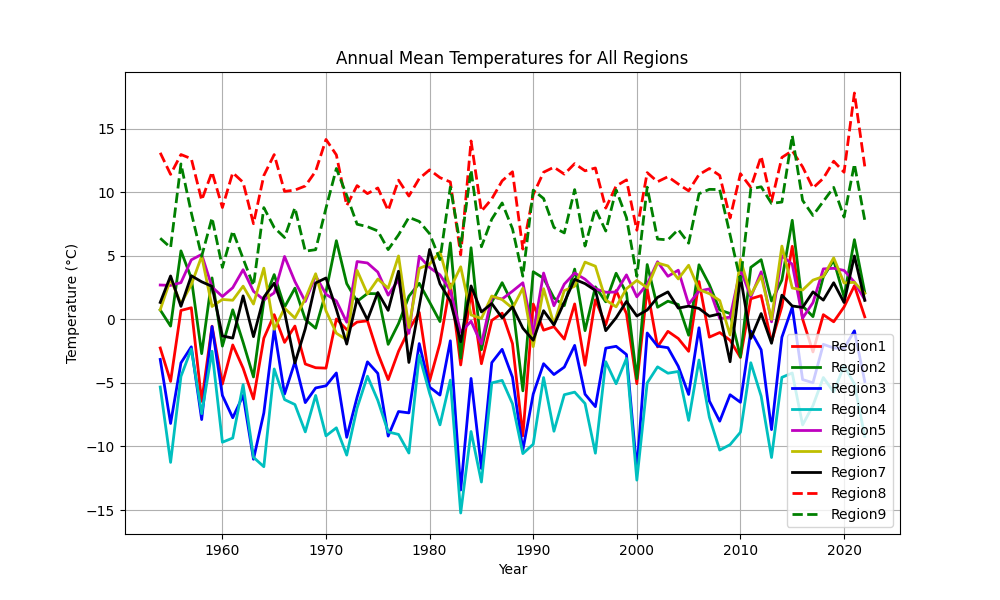 Annual Mean Temperatures for All Regions
Temperature (°C)
15
10
5
0
−5
−10
−15
1960 1970 1980 1990 2000 2010 2020
Year
Region1
Region2
Region3
Region4
Region5
Region6
Region7
Region8
Region9